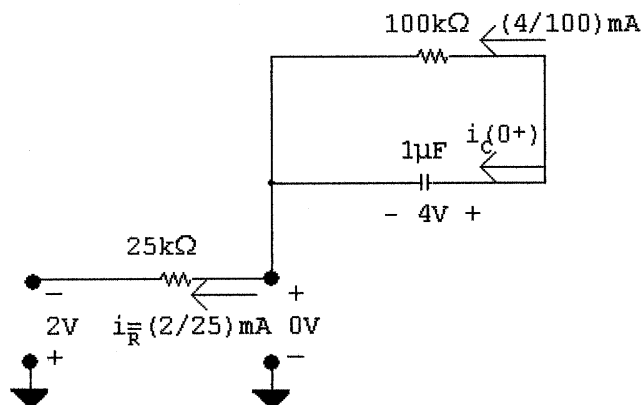 100kΩ (4/100)mA
1µF i_C(0+)
- 4V +
25kΩ
- +
2V i_R=(2/25)mA 0V
+ -